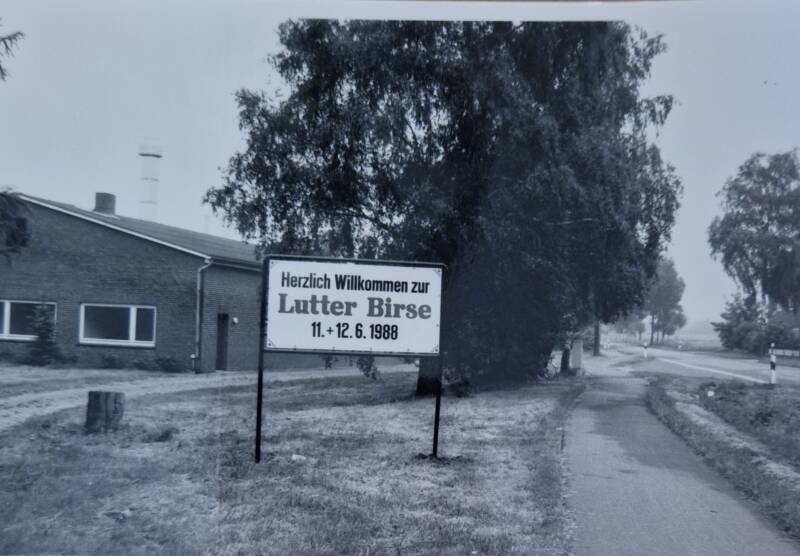 Herzlich Willkommen zur
Lutter Birse
11.+12.6.1988